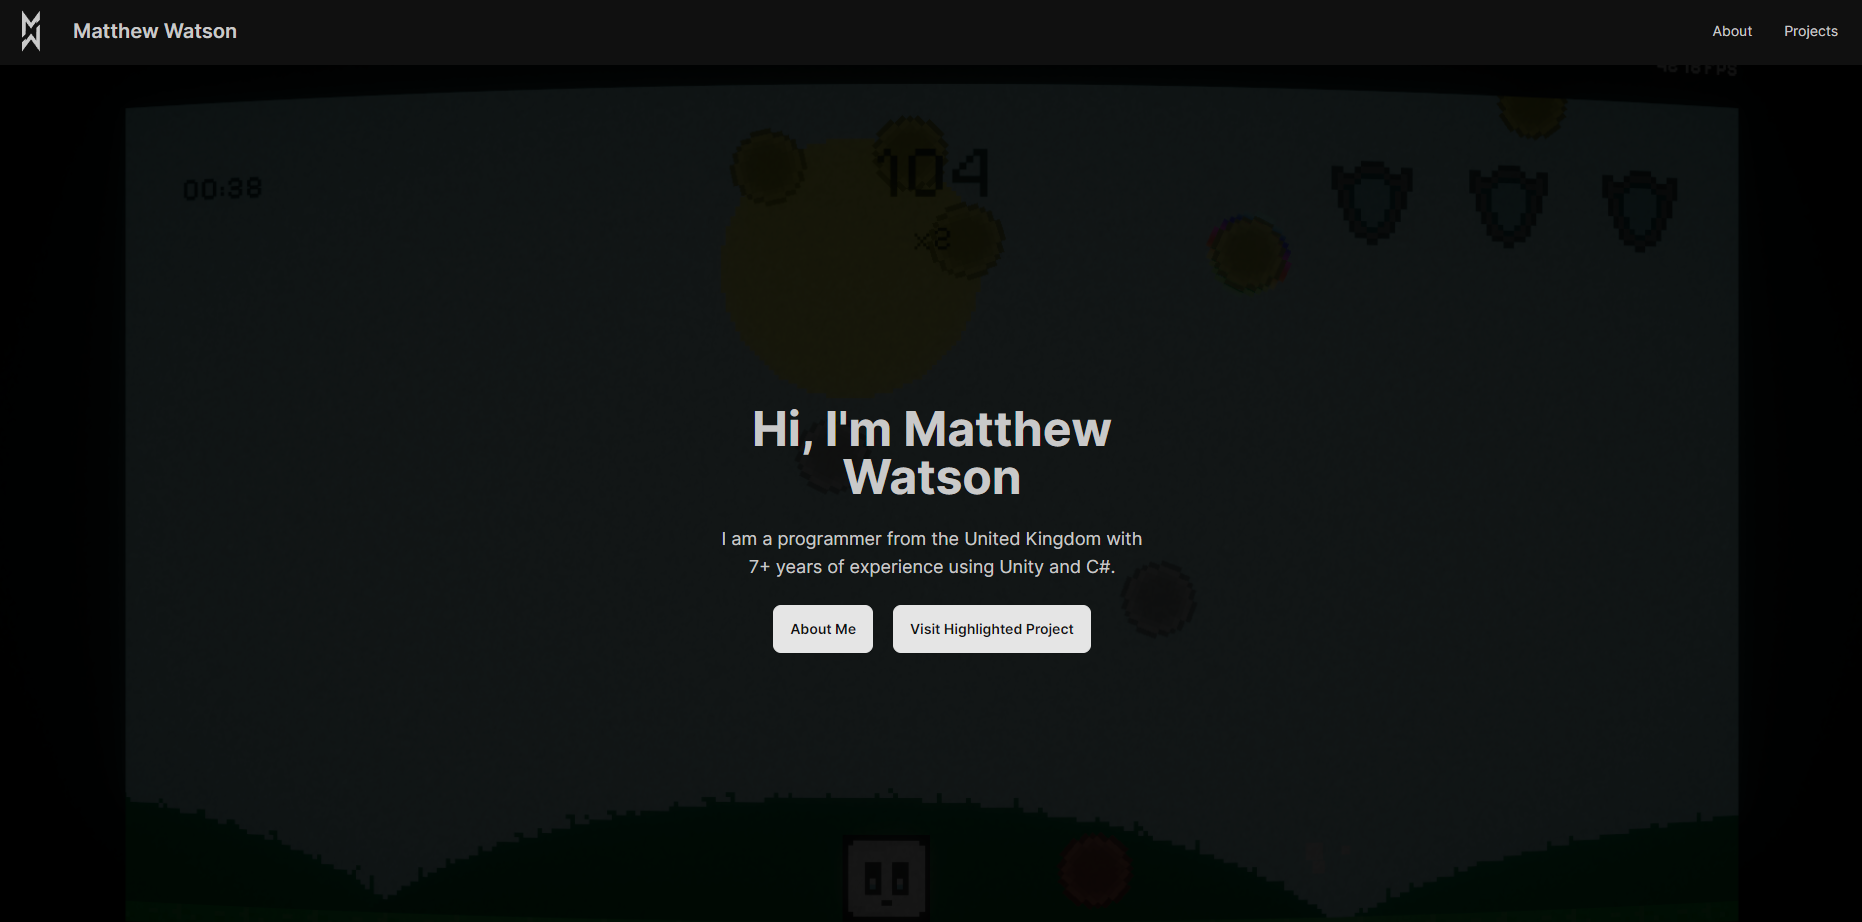 Matthew Watson
About
Projects
00:38
104
x2
Hi, I'm Matthew
Watson
I am a programmer from the United Kingdom with
7+ years of experience using Unity and C#.
About Me
Visit Highlighted Project